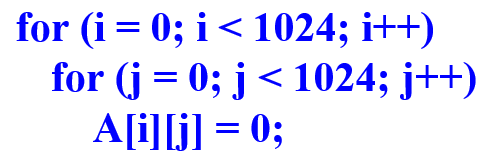 for (i = 0; i < 1024; i++)
for (j = 0; j < 1024; j++)
A[i][j] = 0;